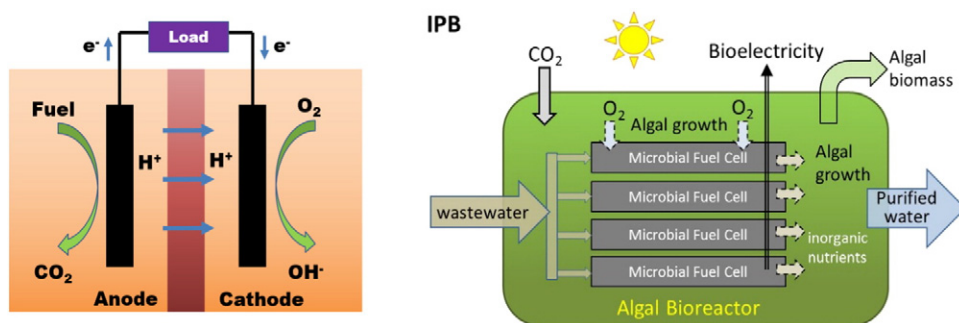 Load
e⁻
e⁻
Fuel
O₂
H⁺
H⁺
CO₂
OH⁻
Anode
Cathode
IPB
CO₂
Bioelectricity
Algal
biomass
O₂
O₂
Algal growth
Microbial Fuel Cell
Algal
growth
Microbial Fuel Cell
wastewater
Purified
water
Microbial Fuel Cell
inorganic
nutrients
Microbial Fuel Cell
Algal Bioreactor